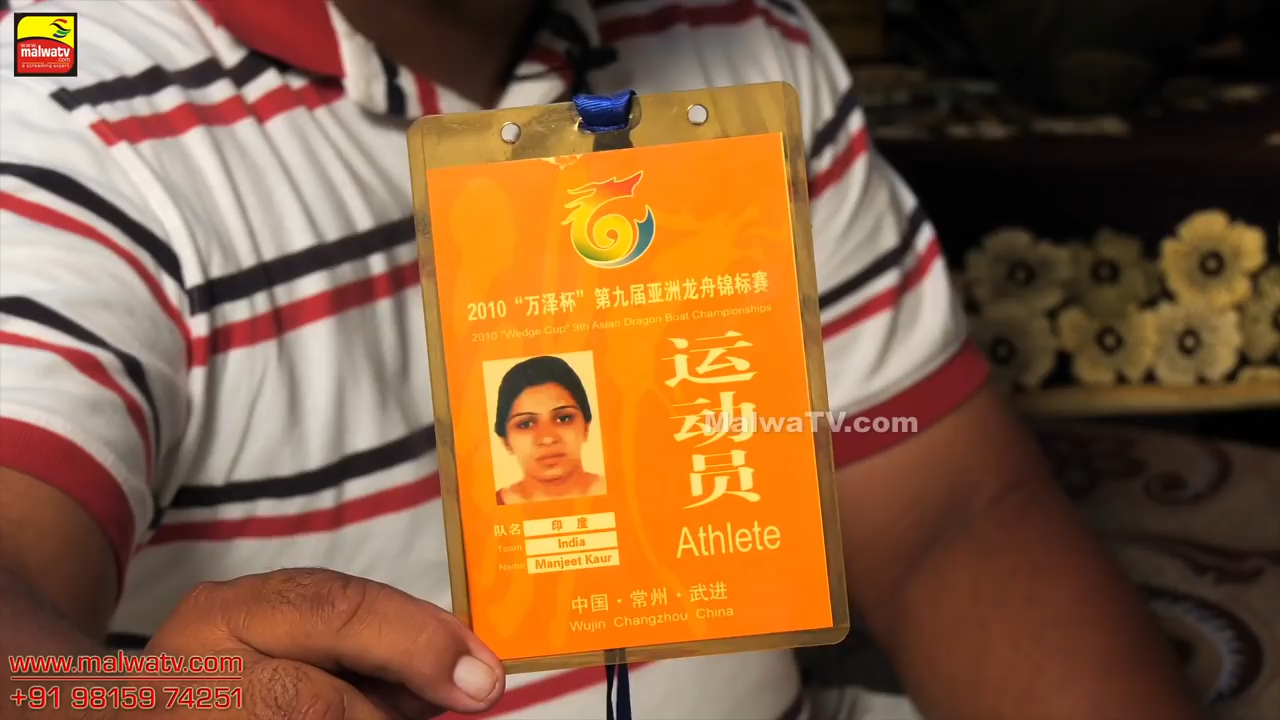 www.
malwatv
.com
a streaming expert
2010 “万泽杯” 第九届亚洲龙舟锦标赛
2010 "Wedge Cup" 9th Asian Dragon Boat Championships
运动员
MalwaTV.com
Athlete
队名 印度
Team India
Name Manjeet Kaur
中国·常州·武进
Wujin Changzhou China
www.malwatv.com
+91 98159 74251